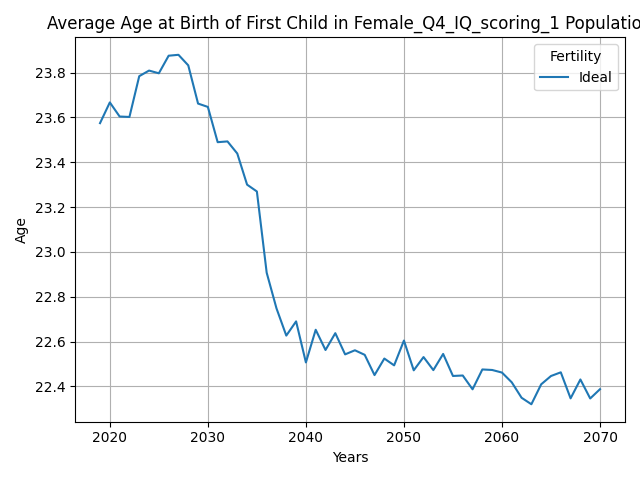 Average Age at Birth of First Child in Female_Q4_IQ_scoring_1 Populatio
Fertility
Ideal
23.8
23.6
23.4
23.2
23.0
22.8
22.6
22.4
Age
2020 2030 2040 2050 2060 2070
Years